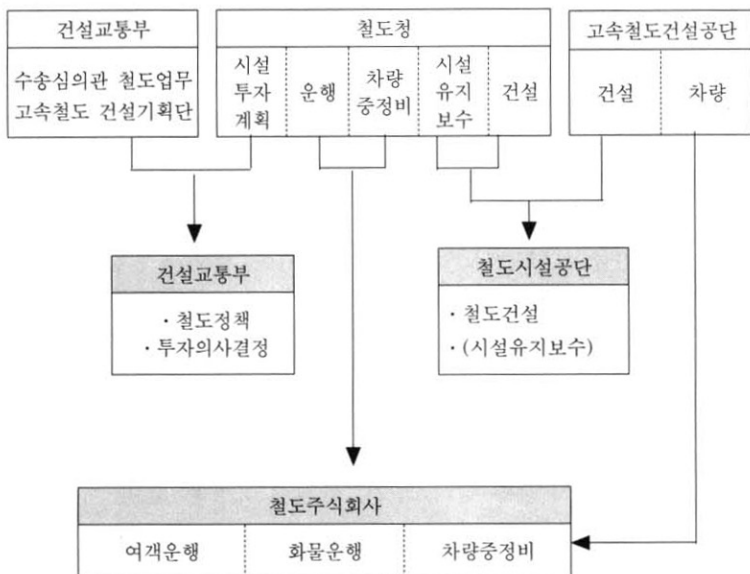 건설교통부
수송심의관 철도업무
고속철도 건설기획단
철도청
시설
투자
계획
운행
차량
중정비
시설
유지
보수
건설
고속철도건설공단
건설
차량
건설교통부
· 철도정책
· 투자의사결정
철도시설공단
· 철도건설
· (시설유지보수)
철도주식회사
여객운행
화물운행
차량중정비